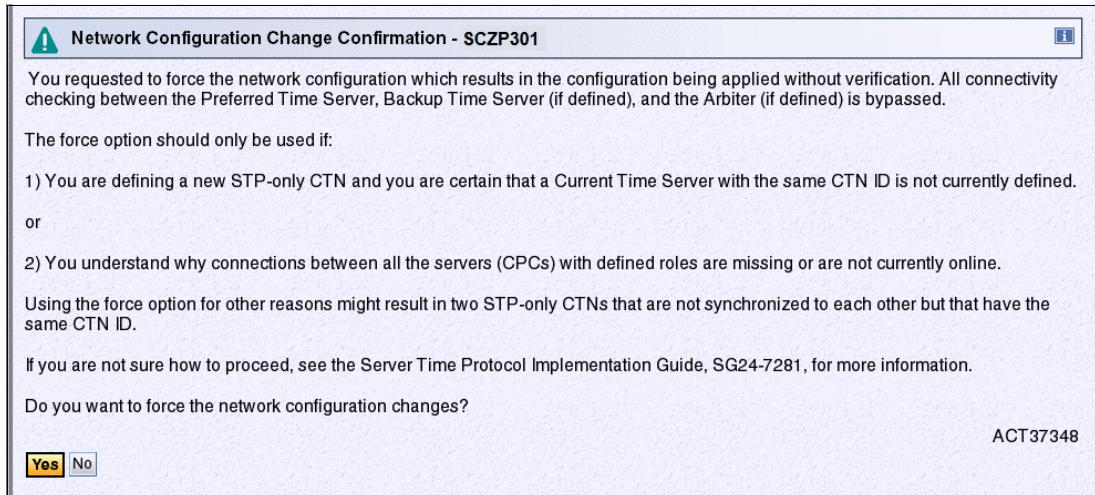 Network Configuration Change Confirmation - SCZP301
i
You requested to force the network configuration which results in the configuration being applied without verification. All connectivity
checking between the Preferred Time Server, Backup Time Server (if defined), and the Arbiter (if defined) is bypassed.
The force option should only be used if:
1) You are defining a new STP-only CTN and you are certain that a Current Time Server with the same CTN ID is not currently defined.
or
2) You understand why connections between all the servers (CPCs) with defined roles are missing or are not currently online.
Using the force option for other reasons might result in two STP-only CTNs that are not synchronized to each other but that have the
same CTN ID.
If you are not sure how to proceed, see the Server Time Protocol Implementation Guide, SG24-7281, for more information.
Do you want to force the network configuration changes?
ACT37348
Yes No